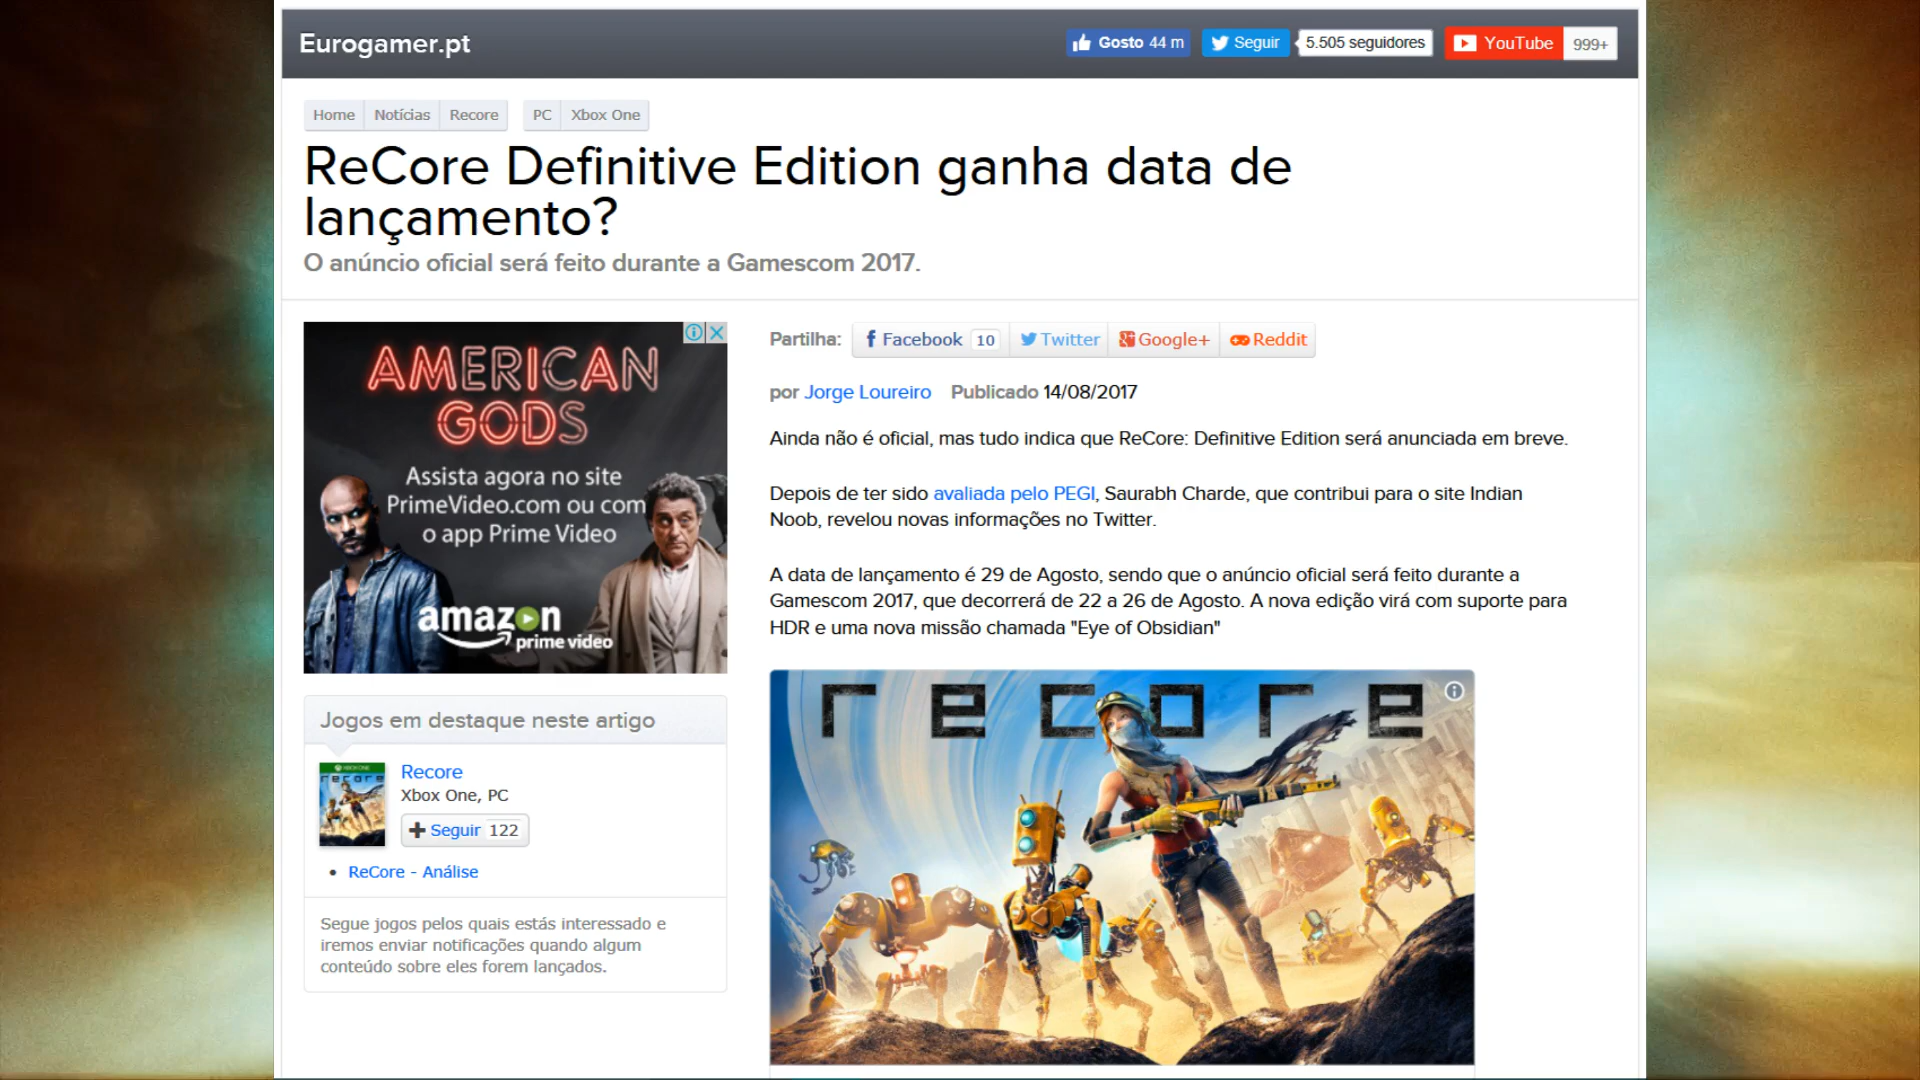 Eurogamer.pt
Gosto 44 m
Seguir
5.505 seguidores
YouTube 999+
Home Notícias Recore PC Xbox One
ReCore Definitive Edition ganha data de
lançamento?
O anúncio oficial será feito durante a Gamescom 2017.
AMERICAN
GODS
Assista agora no site
PrimeVideo.com ou com
o app Prime Video
amazon
prime video
Jogos em destaque neste artigo
XBOX ONE
recore
Recore
Xbox One, PC
Seguir 122
• ReCore - Análise
Segue jogos pelos quais estás interessado e
iremos enviar notificações quando algum
conteúdo sobre eles forem lançados.
Partilha: Facebook 10 Twitter Google+ Reddit
por Jorge Loureiro Publicado 14/08/2017
Ainda não é oficial, mas tudo indica que ReCore: Definitive Edition será anunciada em breve.
Depois de ter sido avaliada pelo PEGI, Saurabh Charde, que contribui para o site Indian
Noob, revelou novas informações no Twitter.
A data de lançamento é 29 de Agosto, sendo que o anúncio oficial será feito durante a
Gamescom 2017, que decorrerá de 22 a 26 de Agosto. A nova edição virá com suporte para
HDR e uma nova missão chamada "Eye of Obsidian"
recore